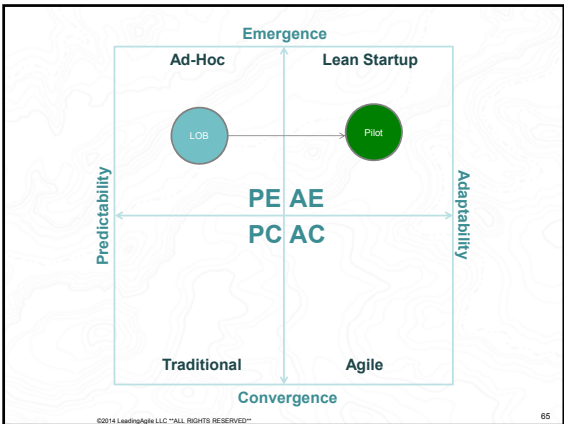 Emergence
Ad-Hoc
Lean Startup
LOB
Pilot
Predictability
PE AE
PC AC
Adaptability
Traditional
Agile
Convergence
©2014 LeadingAgile LLC **ALL RIGHTS RESERVED**
65